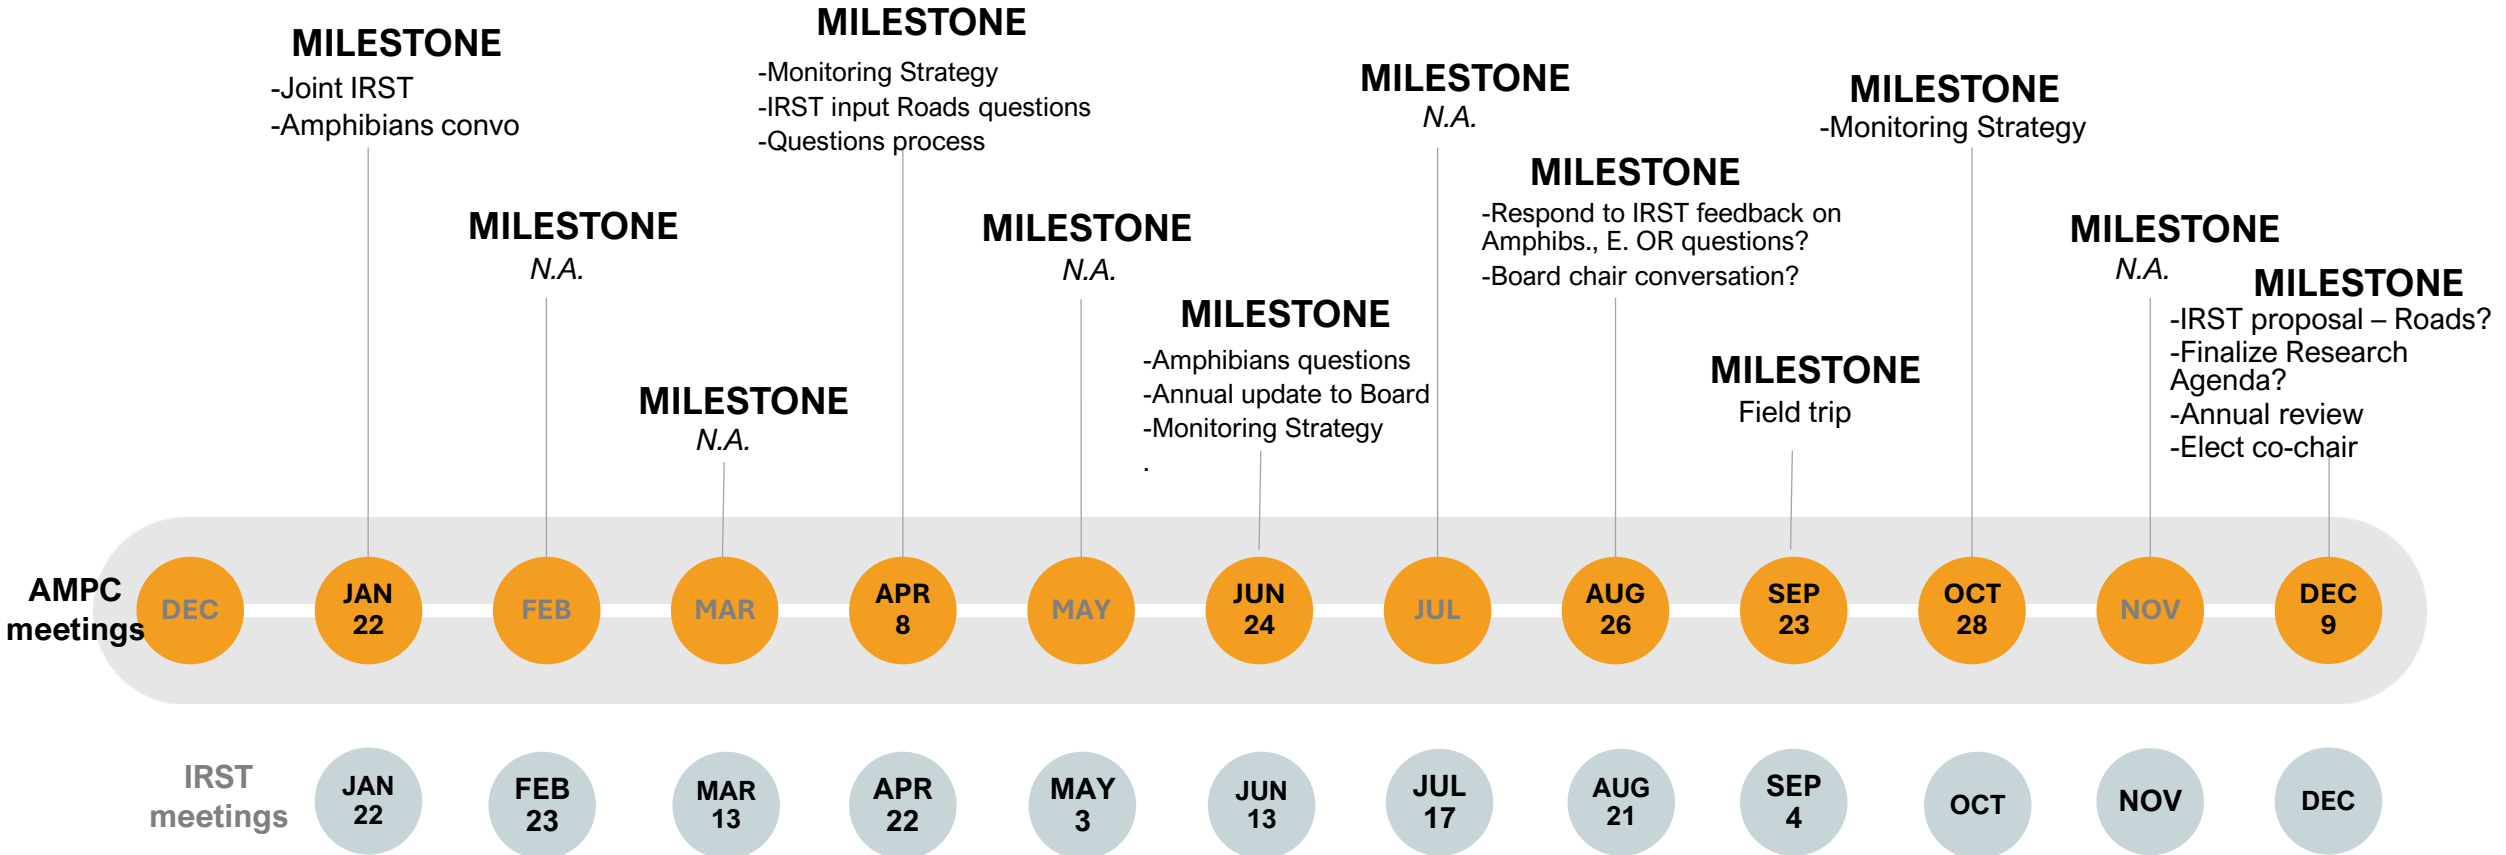 MILESTONE
-Joint IRST
-Amphibians convo
MILESTONE
N.A.
MILESTONE
N.A.
MILESTONE
-Monitoring Strategy
-IRST input Roads questions
-Questions process
MILESTONE
N.A.
MILESTONE
-Amphibians questions
-Annual update to Board
-Monitoring Strategy
.
MILESTONE
N.A.
MILESTONE
-Respond to IRST feedback on
Amphibs., E. OR questions?
-Board chair conversation?
MILESTONE
Field trip
MILESTONE
-Monitoring Strategy
MILESTONE
N.A.
MILESTONE
-IRST proposal – Roads?
-Finalize Research
Agenda?
-Annual review
-Elect co-chair
AMPC
meetings
DEC
JAN
22
FEB
MAR
APR
8
MAY
JUN
24
JUL
AUG
26
SEP
23
OCT
28
NOV
DEC
9
IRST
meetings
JAN
22
FEB
23
MAR
13
APR
22
MAY
3
JUN
13
JUL
17
AUG
21
SEP
4
OCT
NOV
DEC